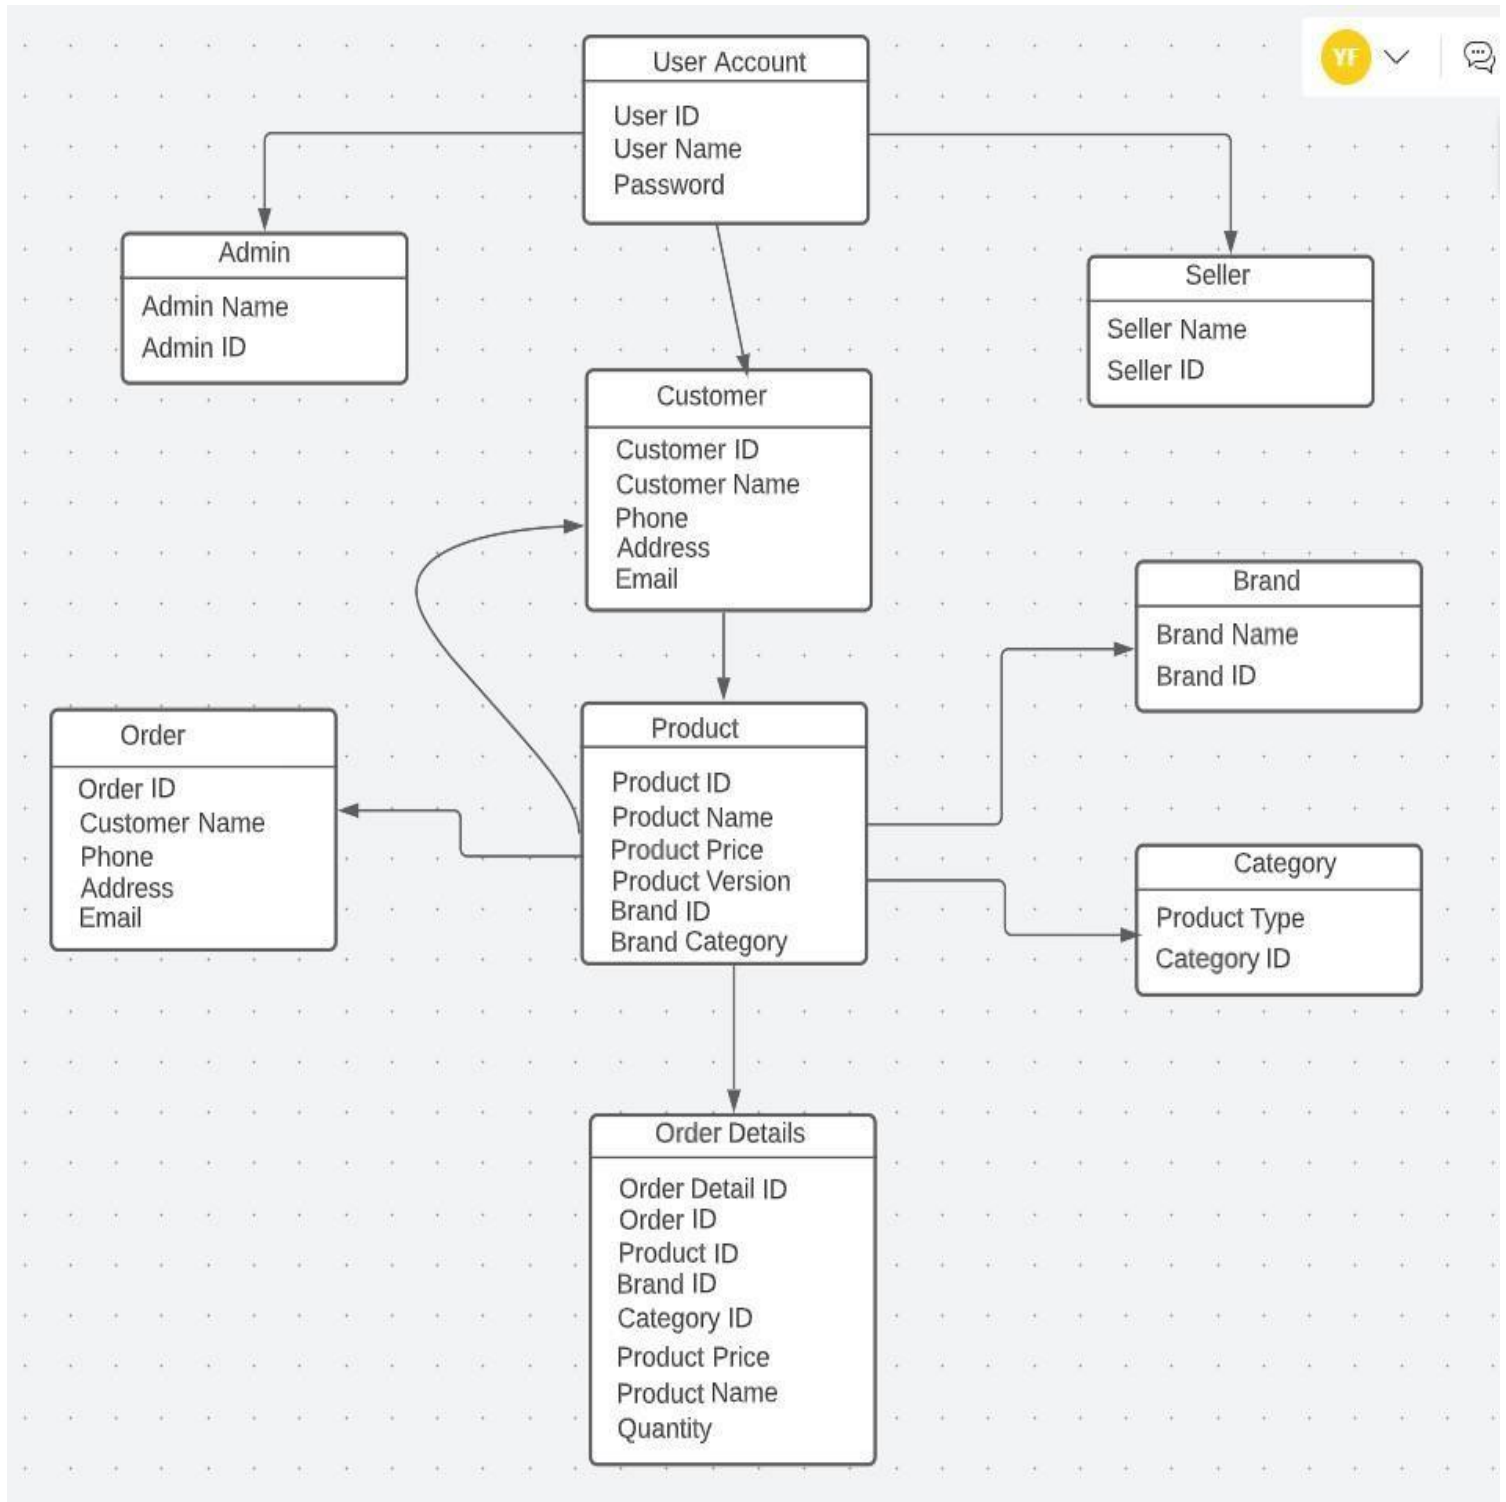 YF
User Account
User ID
User Name
Password
Admin
Admin Name
Admin ID
Seller
Seller Name
Seller ID
Customer
Customer ID
Customer Name
Phone
Address
Email
Brand
Brand Name
Brand ID
Order
Order ID
Customer Name
Phone
Address
Email
Product
Product ID
Product Name
Product Price
Product Version
Brand ID
Brand Category
Category
Product Type
Category ID
Order Details
Order Detail ID
Order ID
Product ID
Brand ID
Category ID
Product Price
Product Name
Quantity